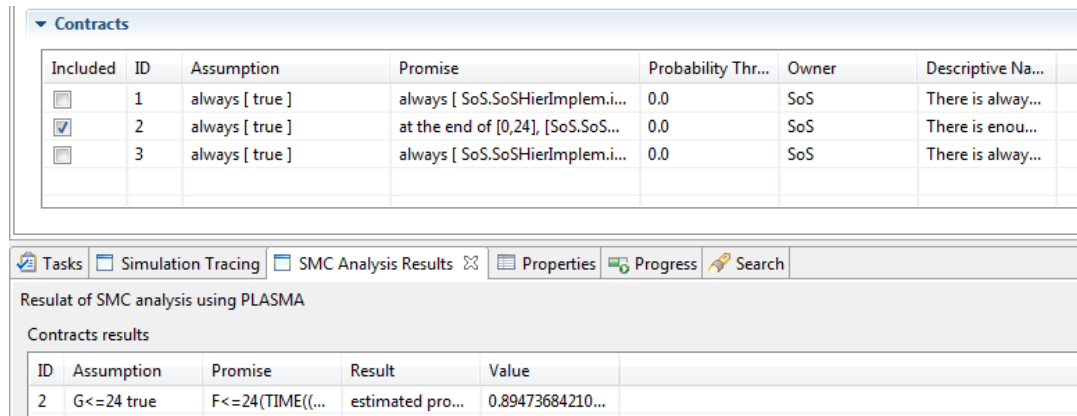 Contracts
Included ID Assumption Promise Probability Thr... Owner Descriptive Na...
1 always [ true ] always [ SoS.SoSHierImplem.i... 0.0 SoS There is alway...
2 always [ true ] at the end of [0,24], [SoS.SoS... 0.0 SoS There is enou...
3 always [ true ] always [ SoS.SoSHierImplem.i... 0.0 SoS There is alway...
Tasks Simulation Tracing SMC Analysis Results Properties Progress Search
Resulat of SMC analysis using PLASMA
Contracts results
ID Assumption Promise Result Value
2 G<=24 true F<=24(TIME((... estimated pro... 0.89473684210...